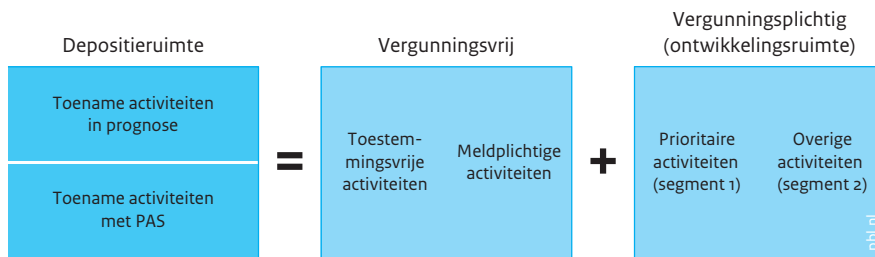 Depositieruimte
Toename activiteiten
in prognose
Toename activiteiten
met PAS
=
Vergunningsvrij
Toestem-
mingsvrije
activiteiten
Meldplichtige
activiteiten
+
Vergunningsplichtig
(ontwikkelingsruimte)
Prioritaire
activiteiten
(segment 1)
Overige
activiteiten
(segment 2)
pbl.nl